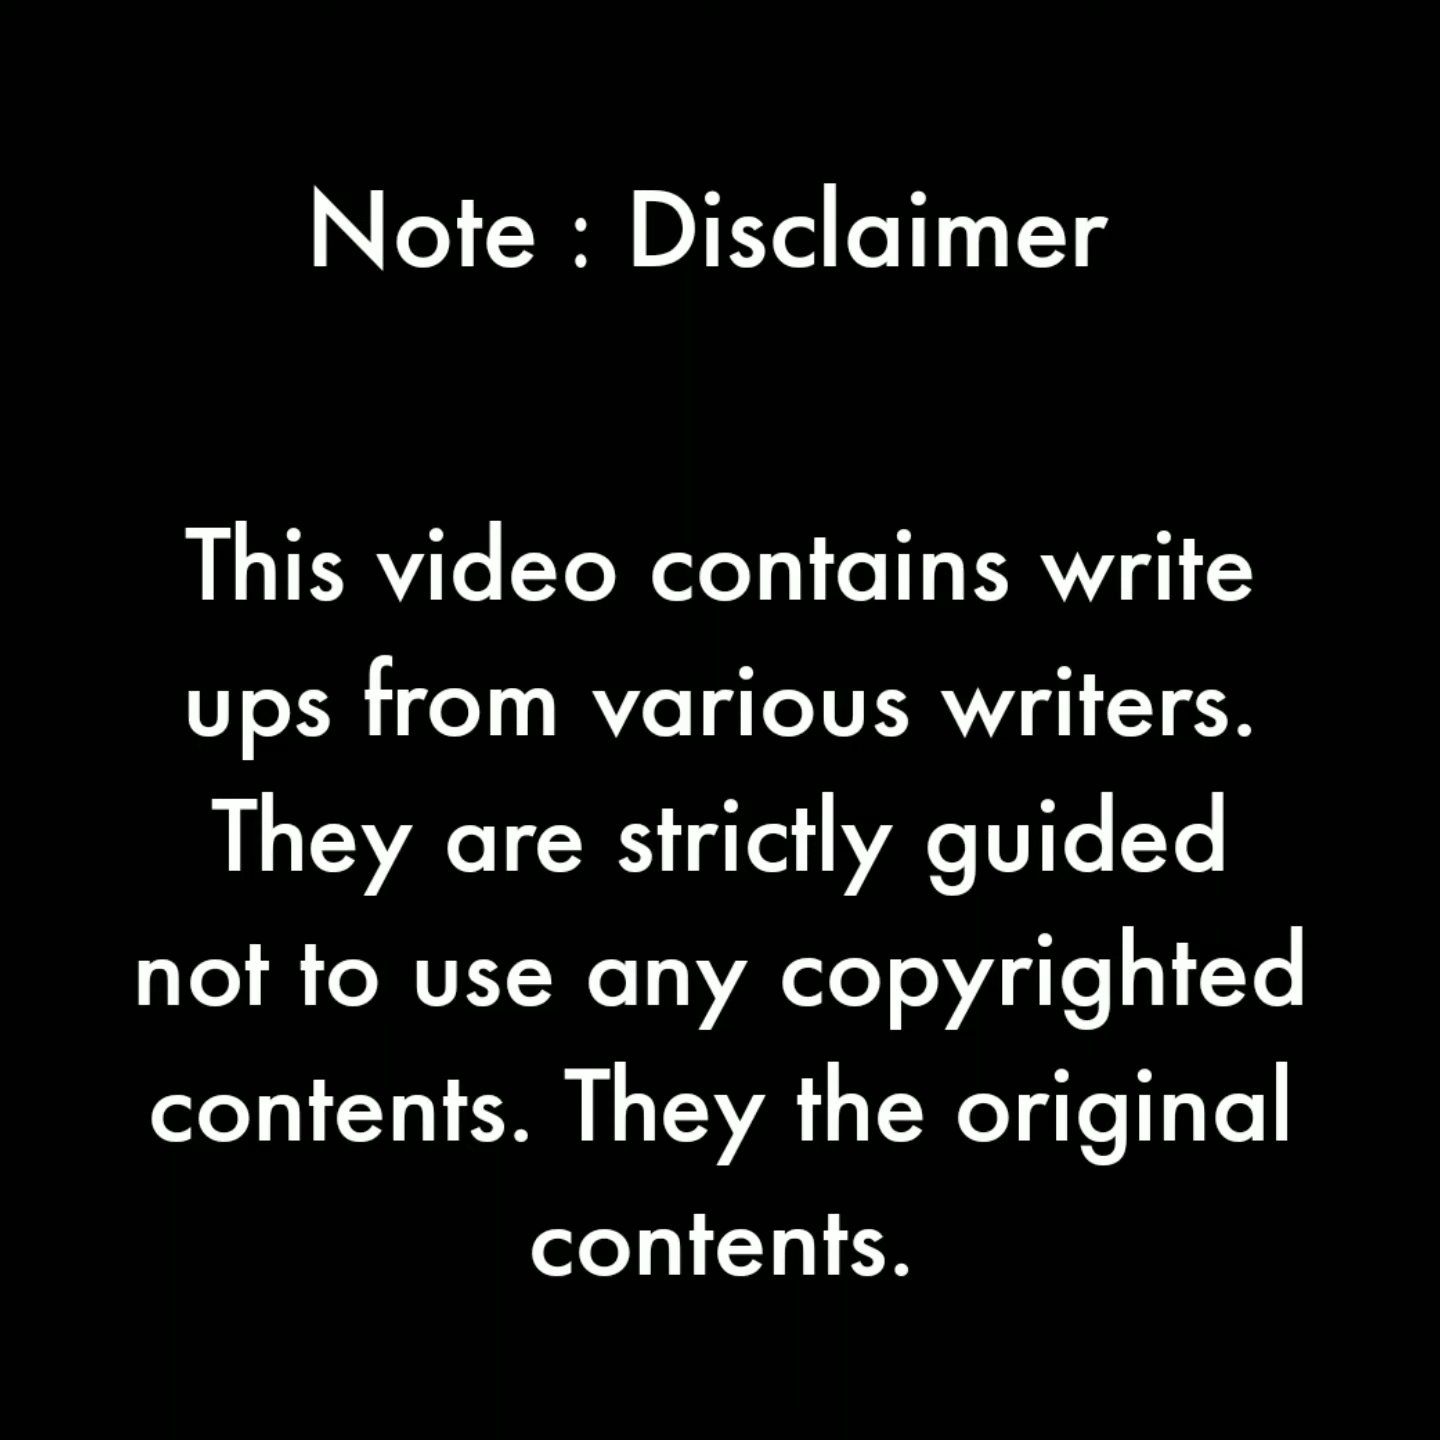 Note : Disclaimer
This video contains write
ups from various writers.
They are strictly guided
not to use any copyrighted
contents. They the original
contents.